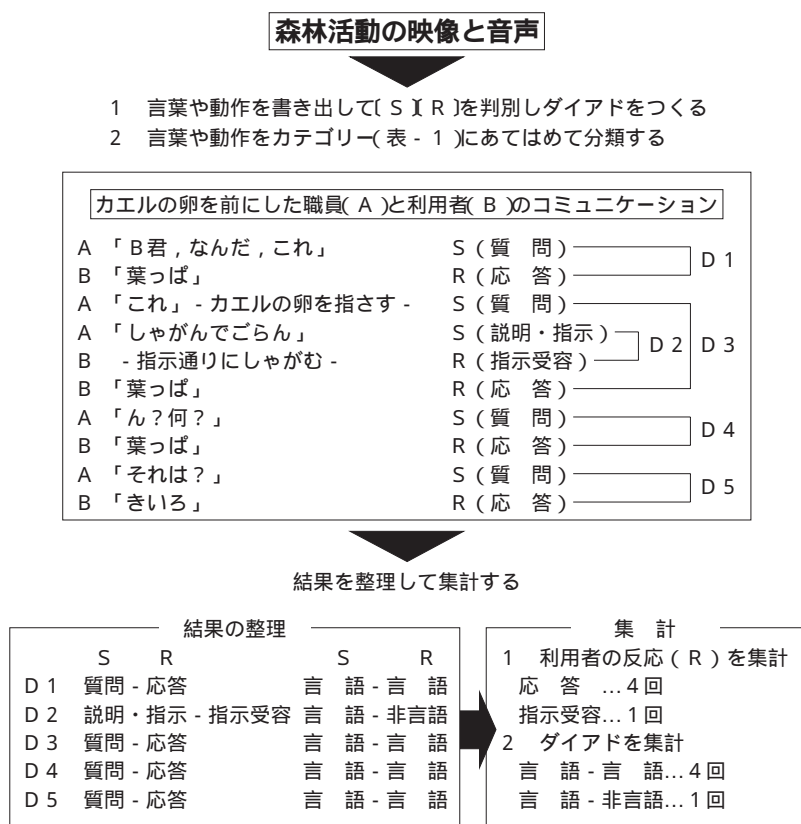 森林活動の映像と音声
1 言葉や動作を書き出して〔S〕〔R〕を判別しダイアドをつくる
2 言葉や動作をカテゴリー(表-1)にあてはめて分類する
カエルの卵を前にした職員(A)と利用者(B)のコミュニケーション
A 「B君,なんだ,これ」 S(質 問) D1
B 「葉っぱ」 R(応 答)
A 「これ」-カエルの卵を指さす- S(質 問)
A 「しゃがんでごらん」 S(説明・指示) D2 D3
B -指示通りにしゃがむ- R(指示受容)
B 「葉っぱ」 R(応 答)
A 「ん?何?」 S(質 問) D4
B 「葉っぱ」 R(応 答)
A 「それは?」 S(質 問) D5
B 「きいろ」 R(応 答)
結果を整理して集計する
結果の整理
S R S R
D1 質問-応答 言 語-言 語
D2 説明・指示-指示受容 言 語-非言語
D3 質問-応答 言 語-言 語
D4 質問-応答 言 語-言 語
D5 質問-応答 言 語-言 語
集 計
1 利用者の反応(R)を集計
応 答 …4回
指示受容…1回
2 ダイアドを集計
言 語-言 語…4回
言 語-非言語…1回